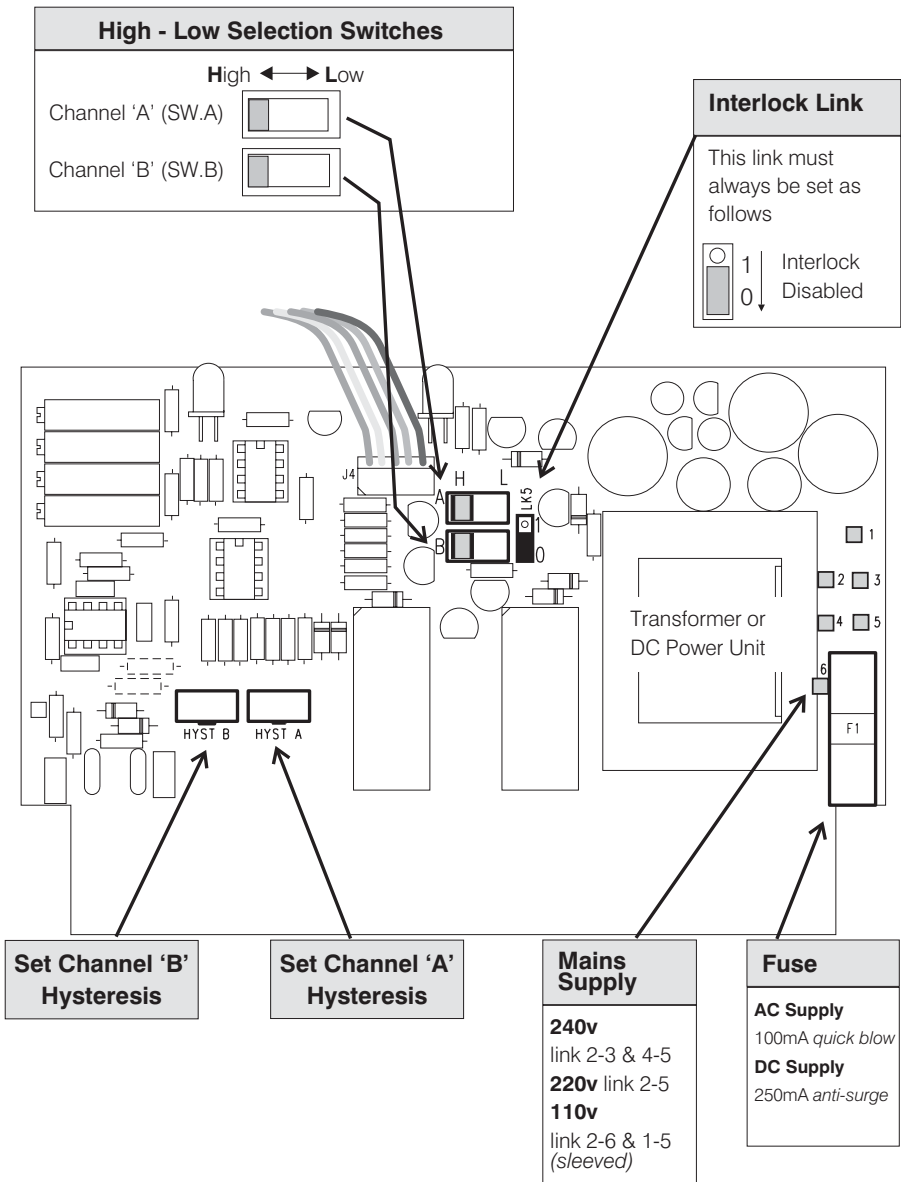 High - Low Selection Switches
High Low
Channel ‘A’ (SW.A)
Channel ‘B’ (SW.B)
Interlock Link
This link must
always be set as
follows
1 Interlock
0 Disabled
J4
H L
A
B
LK5
1
0
Transformer or
DC Power Unit
1
2 3
4 5
6
F1
HYST B HYST A
Set Channel ‘B’
Hysteresis
Set Channel ‘A’
Hysteresis
Mains
Supply
240v
link 2-3 & 4-5
220v link 2-5
110v
link 2-6 & 1-5
(sleeved)
Fuse
AC Supply
100mA quick blow
DC Supply
250mA anti-surge